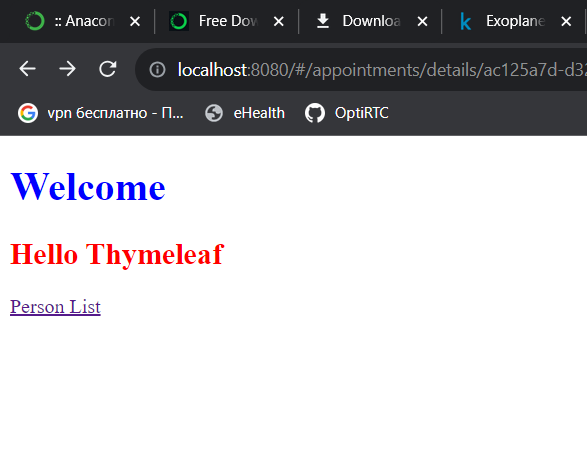 :: Anacon
Free Dow
Downloa
Exoplane
localhost:8080/#/appointments/details/ac125a7d-d32
vpn бесплатно - П...
eHealth
OptiRTC
Welcome
Hello Thymeleaf
Person List